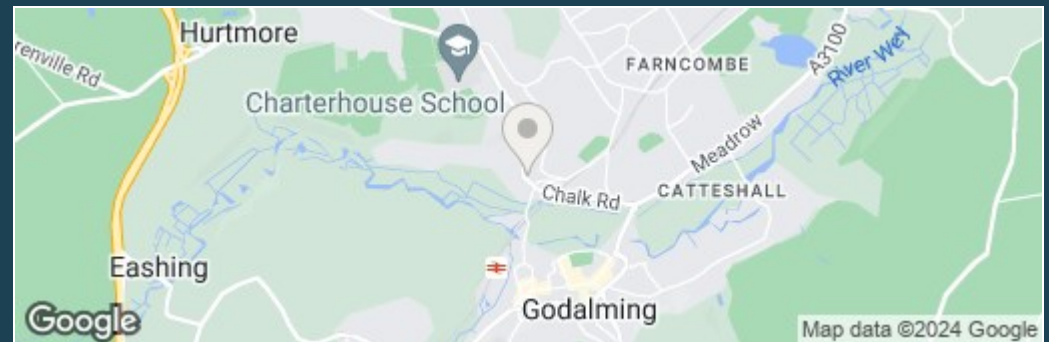 Hurtmore
renville Rd
Charterhouse School
FARNCOMBE
A3100
River Wey
Meadrow
Chalk Rd
CATTESHALL
Eashing
Godalming
Google
Map data ©2024 Google